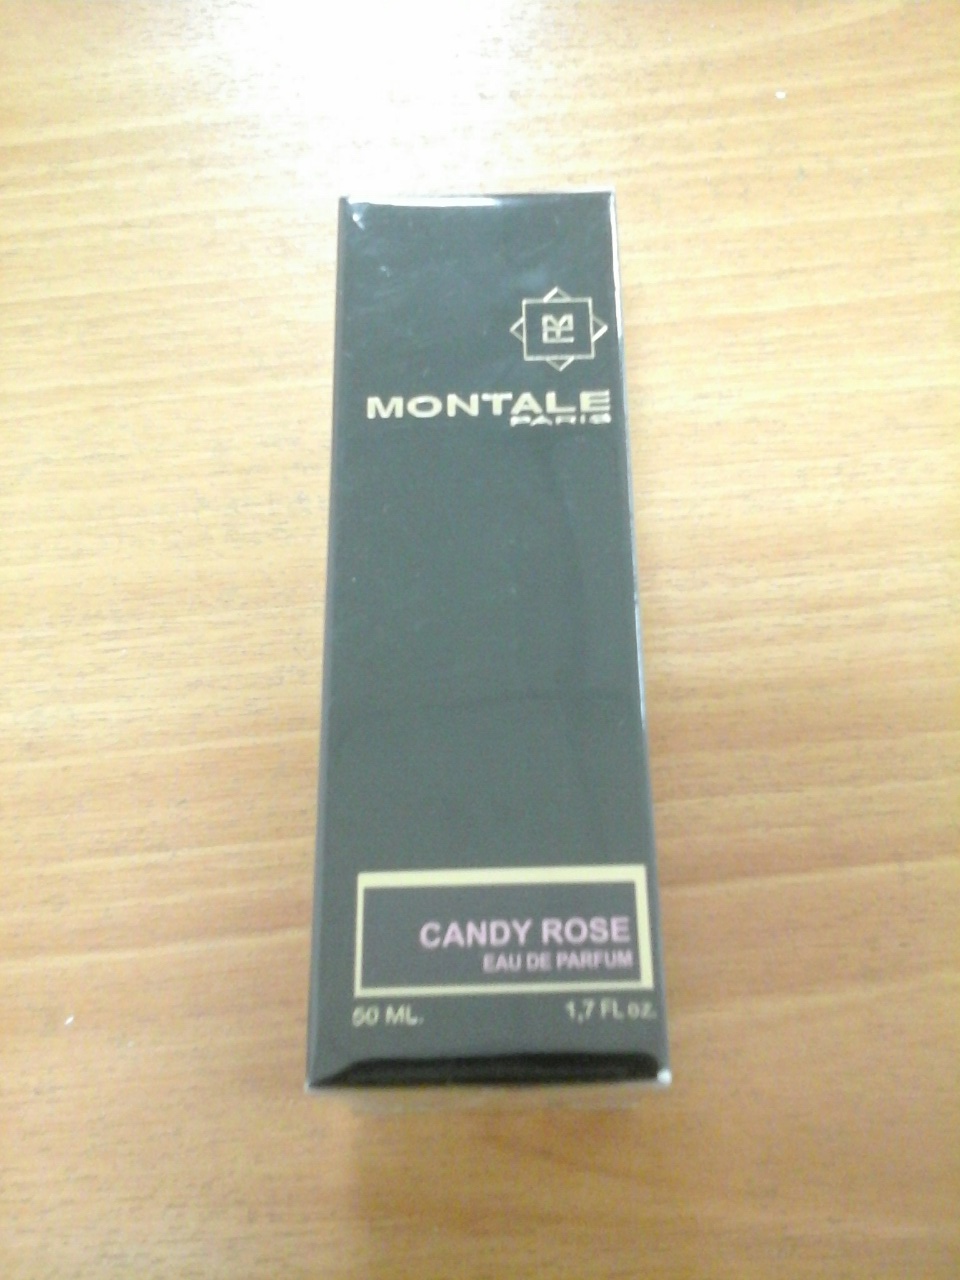 MONTALE
PARIS
CANDY ROSE
EAU DE PARFUM
50 ML. 1,7 FL oz.